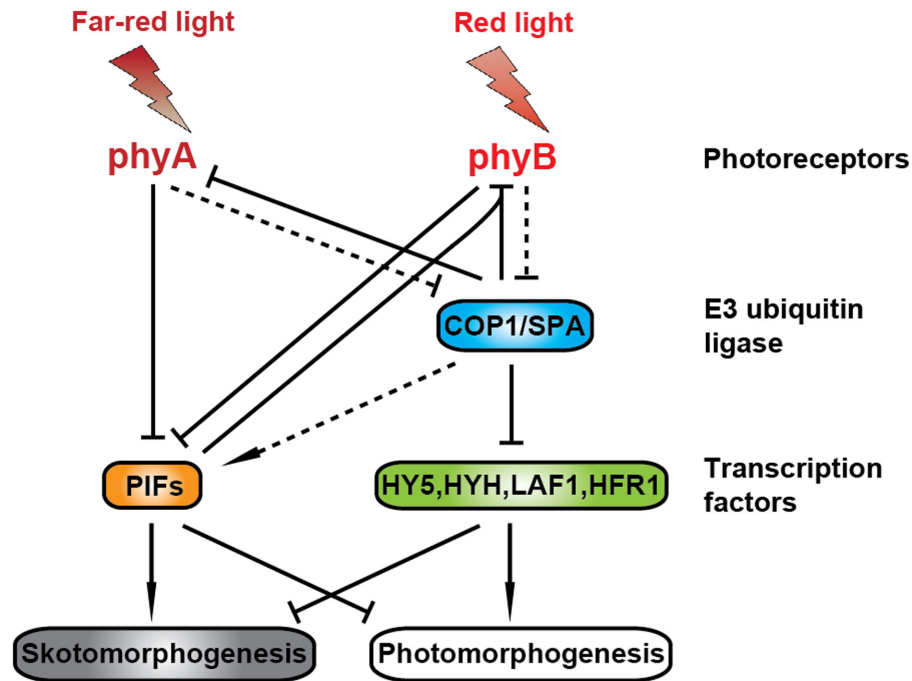 Far-red light
Red light
phyA
phyB
Photoreceptors
COP1/SPA
E3 ubiquitin
ligase
PIFs
HY5,HYH,LAF1,HFR1
Transcription
factors
Skotomorphogenesis
Photomorphogenesis